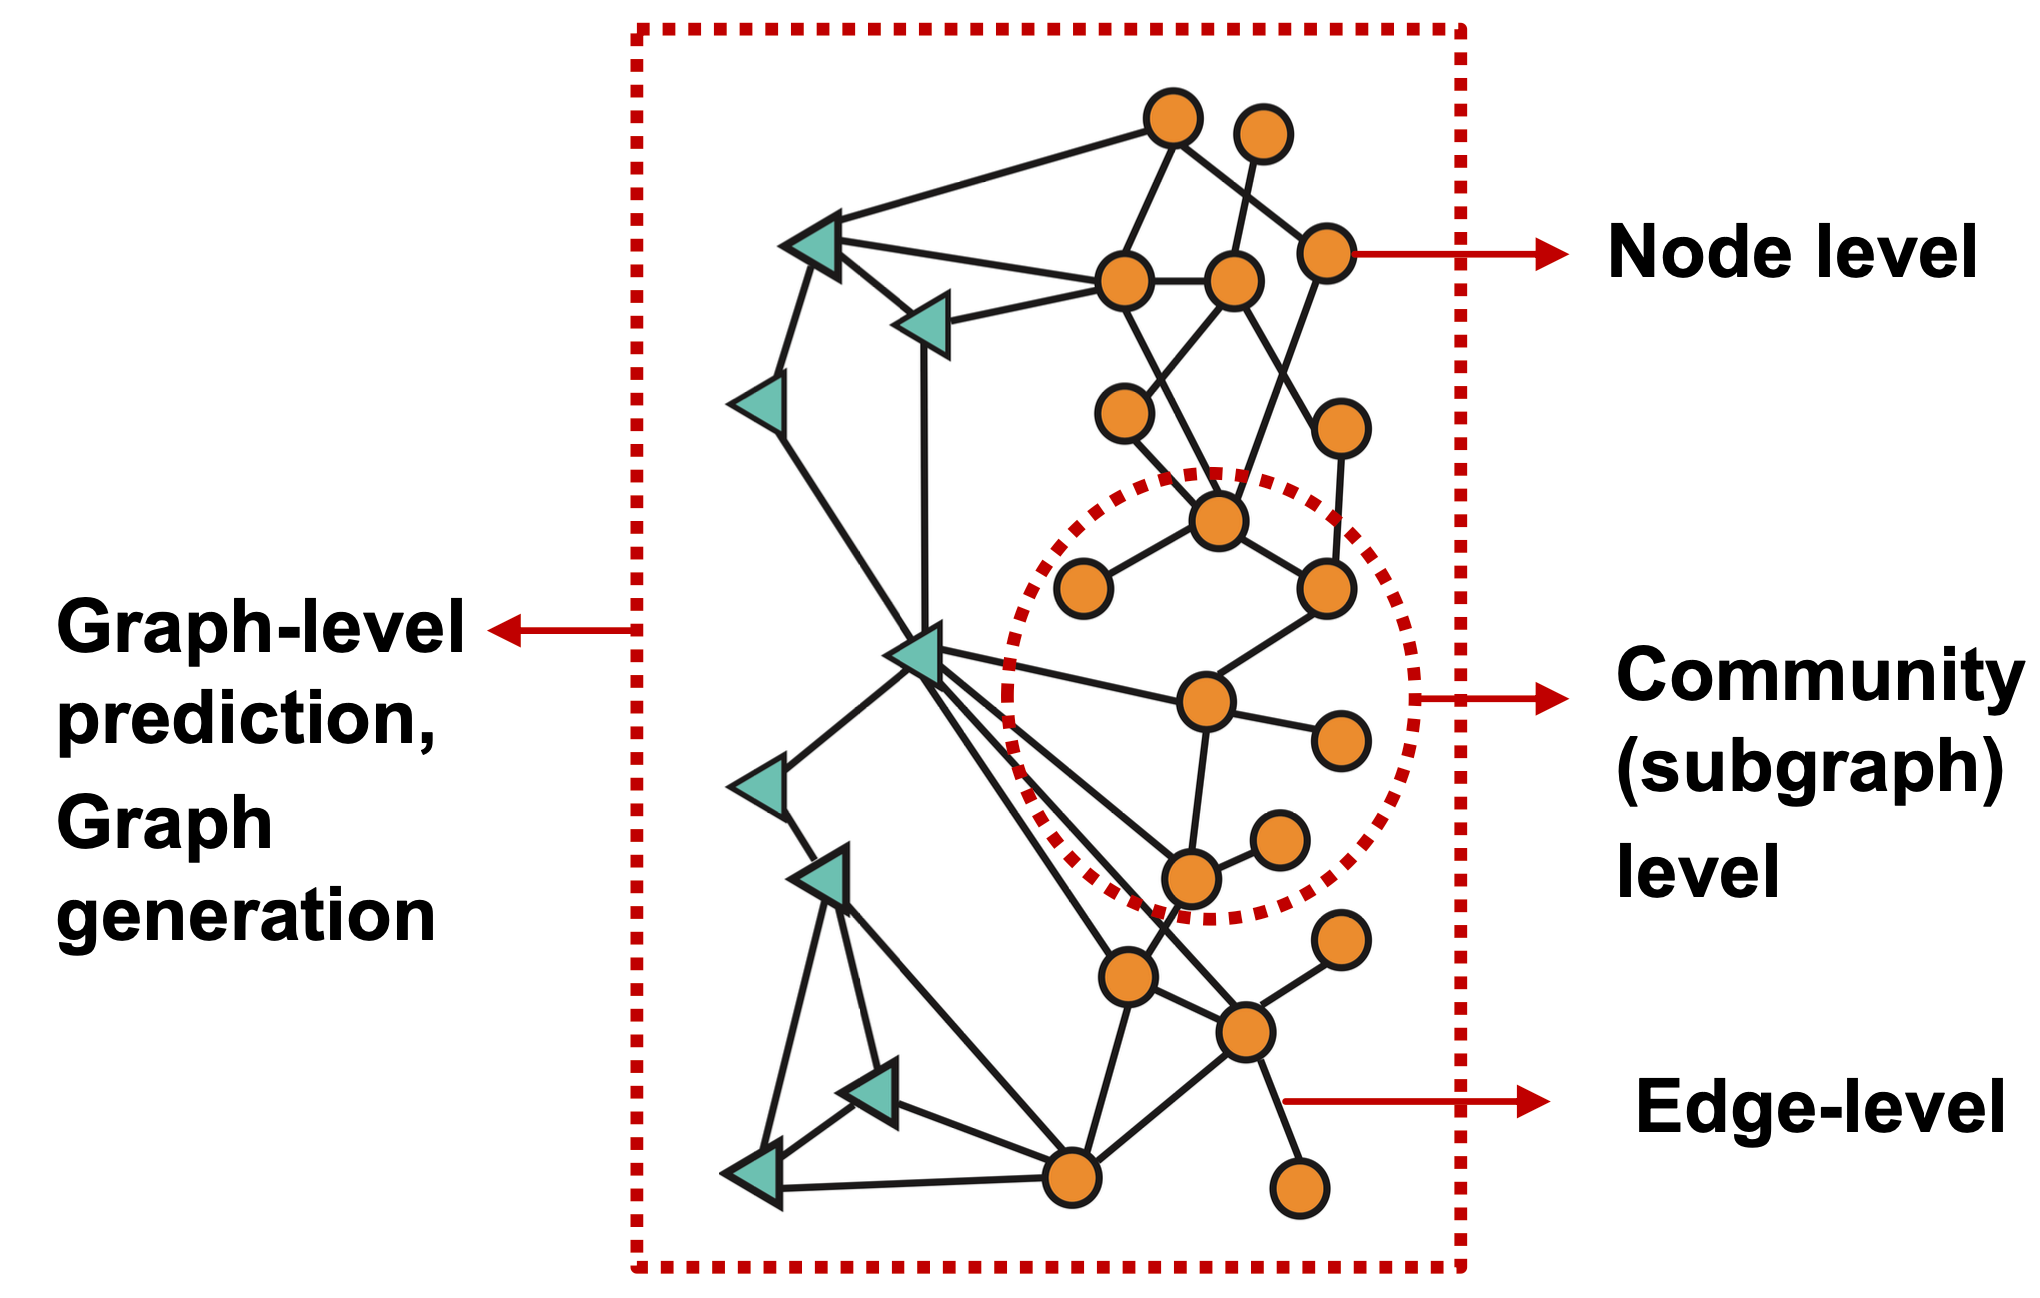 Node level
Graph-level
prediction,
Graph
generation
Community
(subgraph)
level
Edge-level